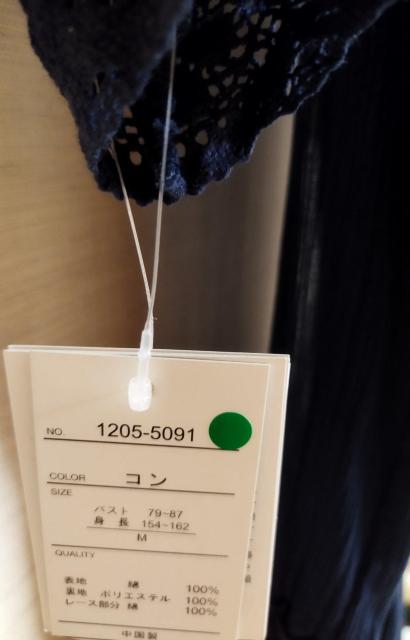 NO. 1205-5091
COLOR コン
SIZE
バスト 79~87
身長 154~162
M
QUALITY
表地 綿 100%
裏地 ポリエステル 100%
レース部分 綿 100%
中国製